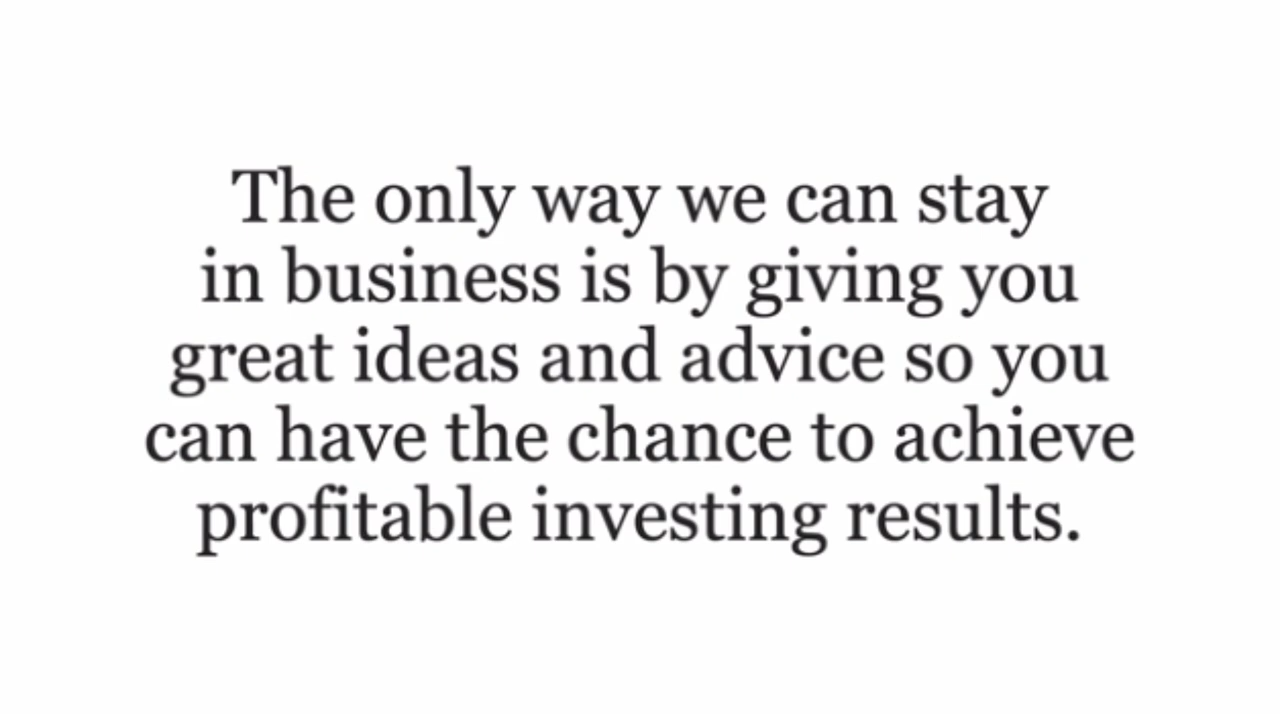 The only way we can stay
in business is by giving you
great ideas and advice so you
can have the chance to achieve
profitable investing results.